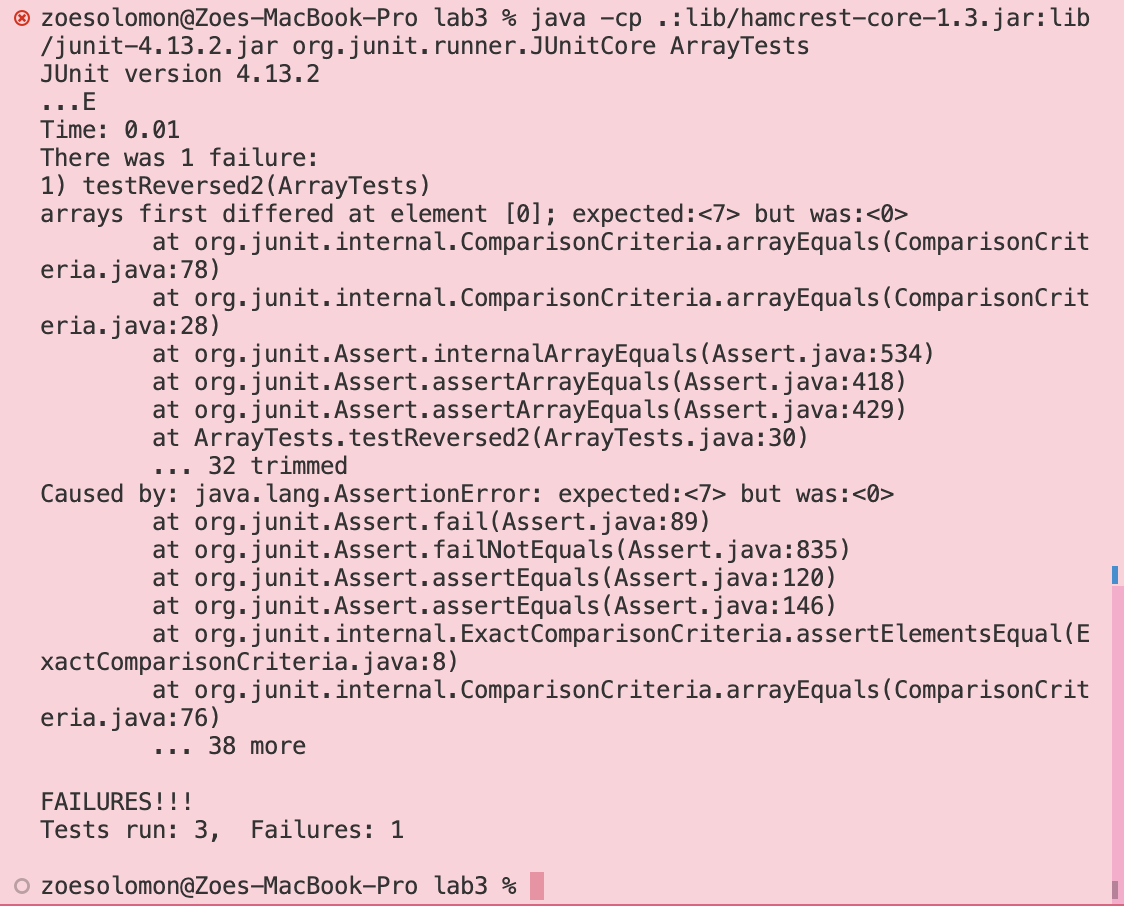 zoesolomon@Zoes-MacBook-Pro lab3 % java -cp .:lib/hamcrest-core-1.3.jar:lib
/junit-4.13.2.jar org.junit.runner.JUnitCore ArrayTests
JUnit version 4.13.2
...E
Time: 0.01
There was 1 failure:
1) testReversed2(ArrayTests)
arrays first differed at element [0]; expected:<7> but was:<0>
        at org.junit.internal.ComparisonCriteria.arrayEquals(ComparisonCrit
eria.java:78)
        at org.junit.internal.ComparisonCriteria.arrayEquals(ComparisonCrit
eria.java:28)
        at org.junit.Assert.internalArrayEquals(Assert.java:534)
        at org.junit.Assert.assertArrayEquals(Assert.java:418)
        at org.junit.Assert.assertArrayEquals(Assert.java:429)
        at ArrayTests.testReversed2(ArrayTests.java:30)
        ... 32 trimmed
Caused by: java.lang.AssertionError: expected:<7> but was:<0>
        at org.junit.Assert.fail(Assert.java:89)
        at org.junit.Assert.failNotEquals(Assert.java:835)
        at org.junit.Assert.assertEquals(Assert.java:120)
        at org.junit.Assert.assertEquals(Assert.java:146)
        at org.junit.internal.ExactComparisonCriteria.assertElementsEqual(E
xactComparisonCriteria.java:8)
        at org.junit.internal.ComparisonCriteria.arrayEquals(ComparisonCrit
eria.java:76)
        ... 38 more

FAILURES!!!
Tests run: 3,  Failures: 1

zoesolomon@Zoes-MacBook-Pro lab3 %